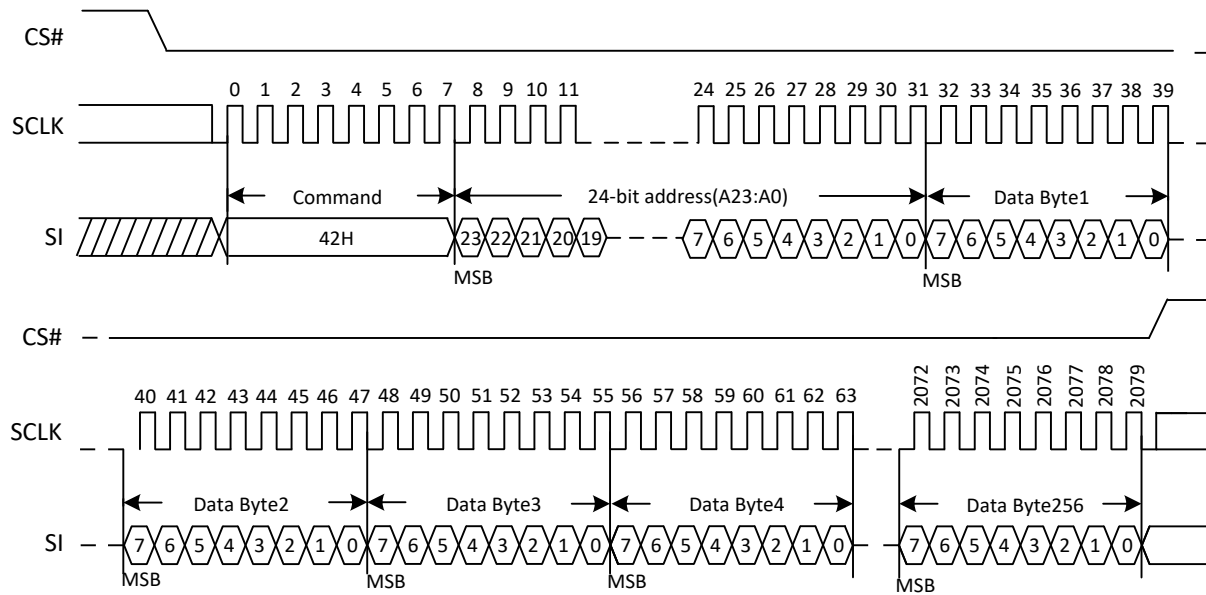 CS#
0 1 2 3 4 5 6 7 8 9 10 11 24 25 26 27 28 29 30 31 32 33 34 35 36 37 38 39
SCLK
Command 24-bit address(A23:A0) Data Byte1
SI 42H 23 22 21 20 19 7 6 5 4 3 2 1 0 7 6 5 4 3 2 1 0
MSB MSB
CS#
40 41 42 43 44 45 46 47 48 49 50 51 52 53 54 55 56 57 58 59 60 61 62 63 2072 2073 2074 2075 2076 2077 2078 2079
SCLK
Data Byte2 Data Byte3 Data Byte4 Data Byte256
SI 7 6 5 4 3 2 1 0 7 6 5 4 3 2 1 0 7 6 5 4 3 2 1 0 7 6 5 4 3 2 1 0
MSB MSB MSB MSB